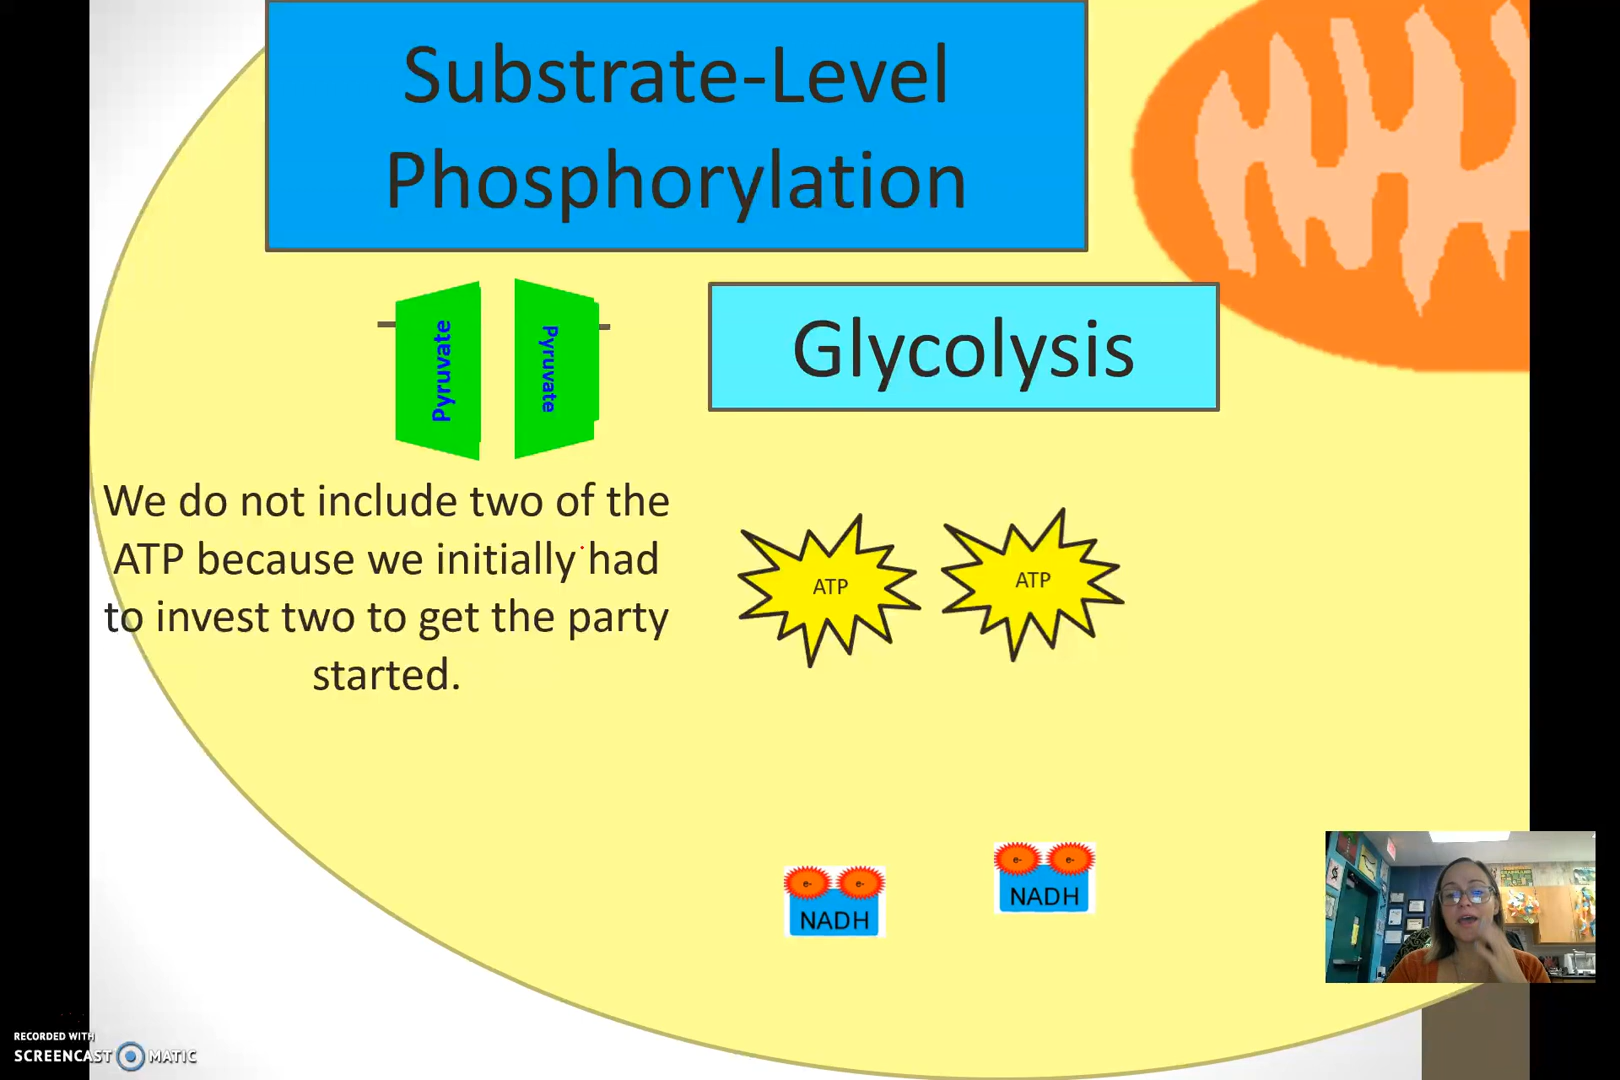 Substrate-Level
Phosphorylation
Glycolysis
Pyruvate
Pyruvate
We do not include two of the
ATP because we initially had
to invest two to get the party
started.
ATP
ATP
e-
e-
NADH
e-
e-
NADH
RECORDED WITH
SCREENCAST MATIC